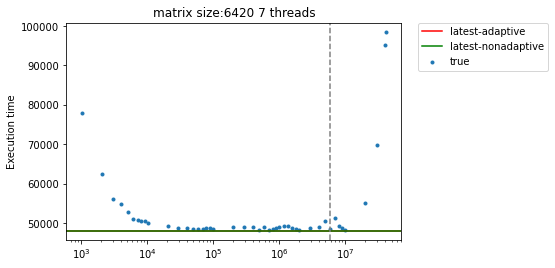 matrix size:6420 7 threads
latest-adaptive
latest-nonadaptive
true
Execution time
100000
90000
80000
70000
60000
50000
10³
10⁴
10⁵
10⁶
10⁷